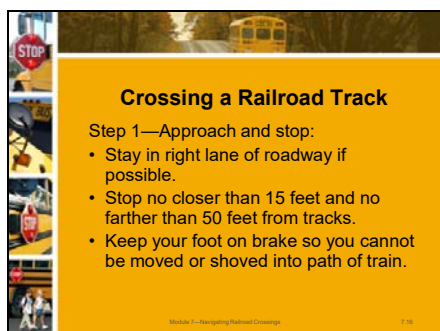 STOP
Crossing a Railroad Track
Step 1—Approach and stop:
• Stay in right lane of roadway if
possible.
• Stop no closer than 15 feet and no
farther than 50 feet from tracks.
• Keep your foot on brake so you cannot
be moved or shoved into path of train.
Module 7—Navigating Railroad Crossings
7.16